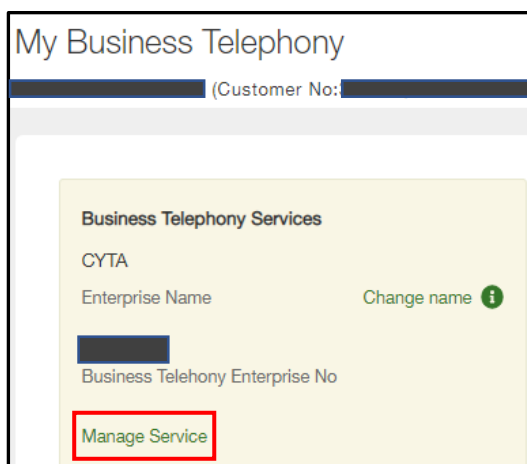 My Business Telephony
(Customer No:
Business Telephony Services
CYTA
Enterprise Name Change name
Business Telehony Enterprise No
Manage Service